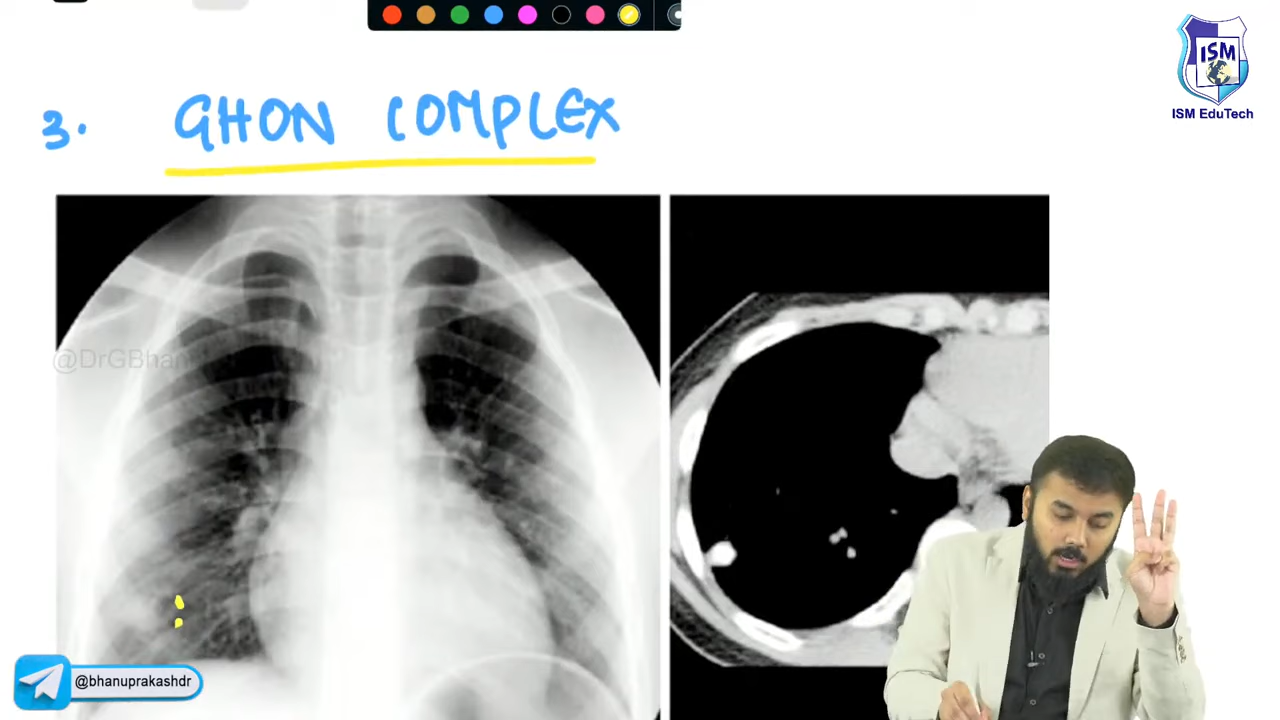 ISM
ISM EduTech
3. GHON COMPLEX
@DrGBhan
@bhanuprakashdr